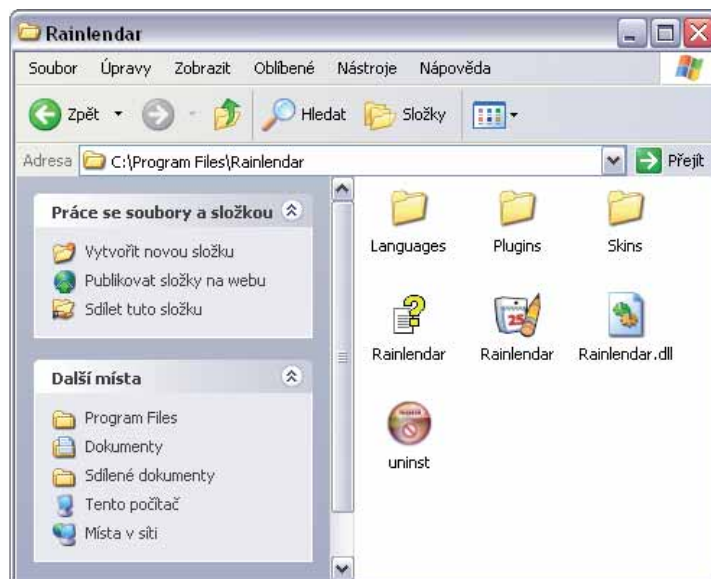 Rainlendar
Soubor Úpravy Zobrazit Oblíbené Nástroje Nápověda
Zpět Hledat Složky
Adresa C:\Program Files\Rainlendar Přejít
Práce se soubory a složkou
Vytvořit novou složku
Publikovat složky na webu
Sdílet tuto složku
Další místa
Program Files
Dokumenty
Sdílené dokumenty
Tento počítač
Místa v síti
Languages Plugins Skins
Rainlendar Rainlendar Rainlendar.dll
uninst